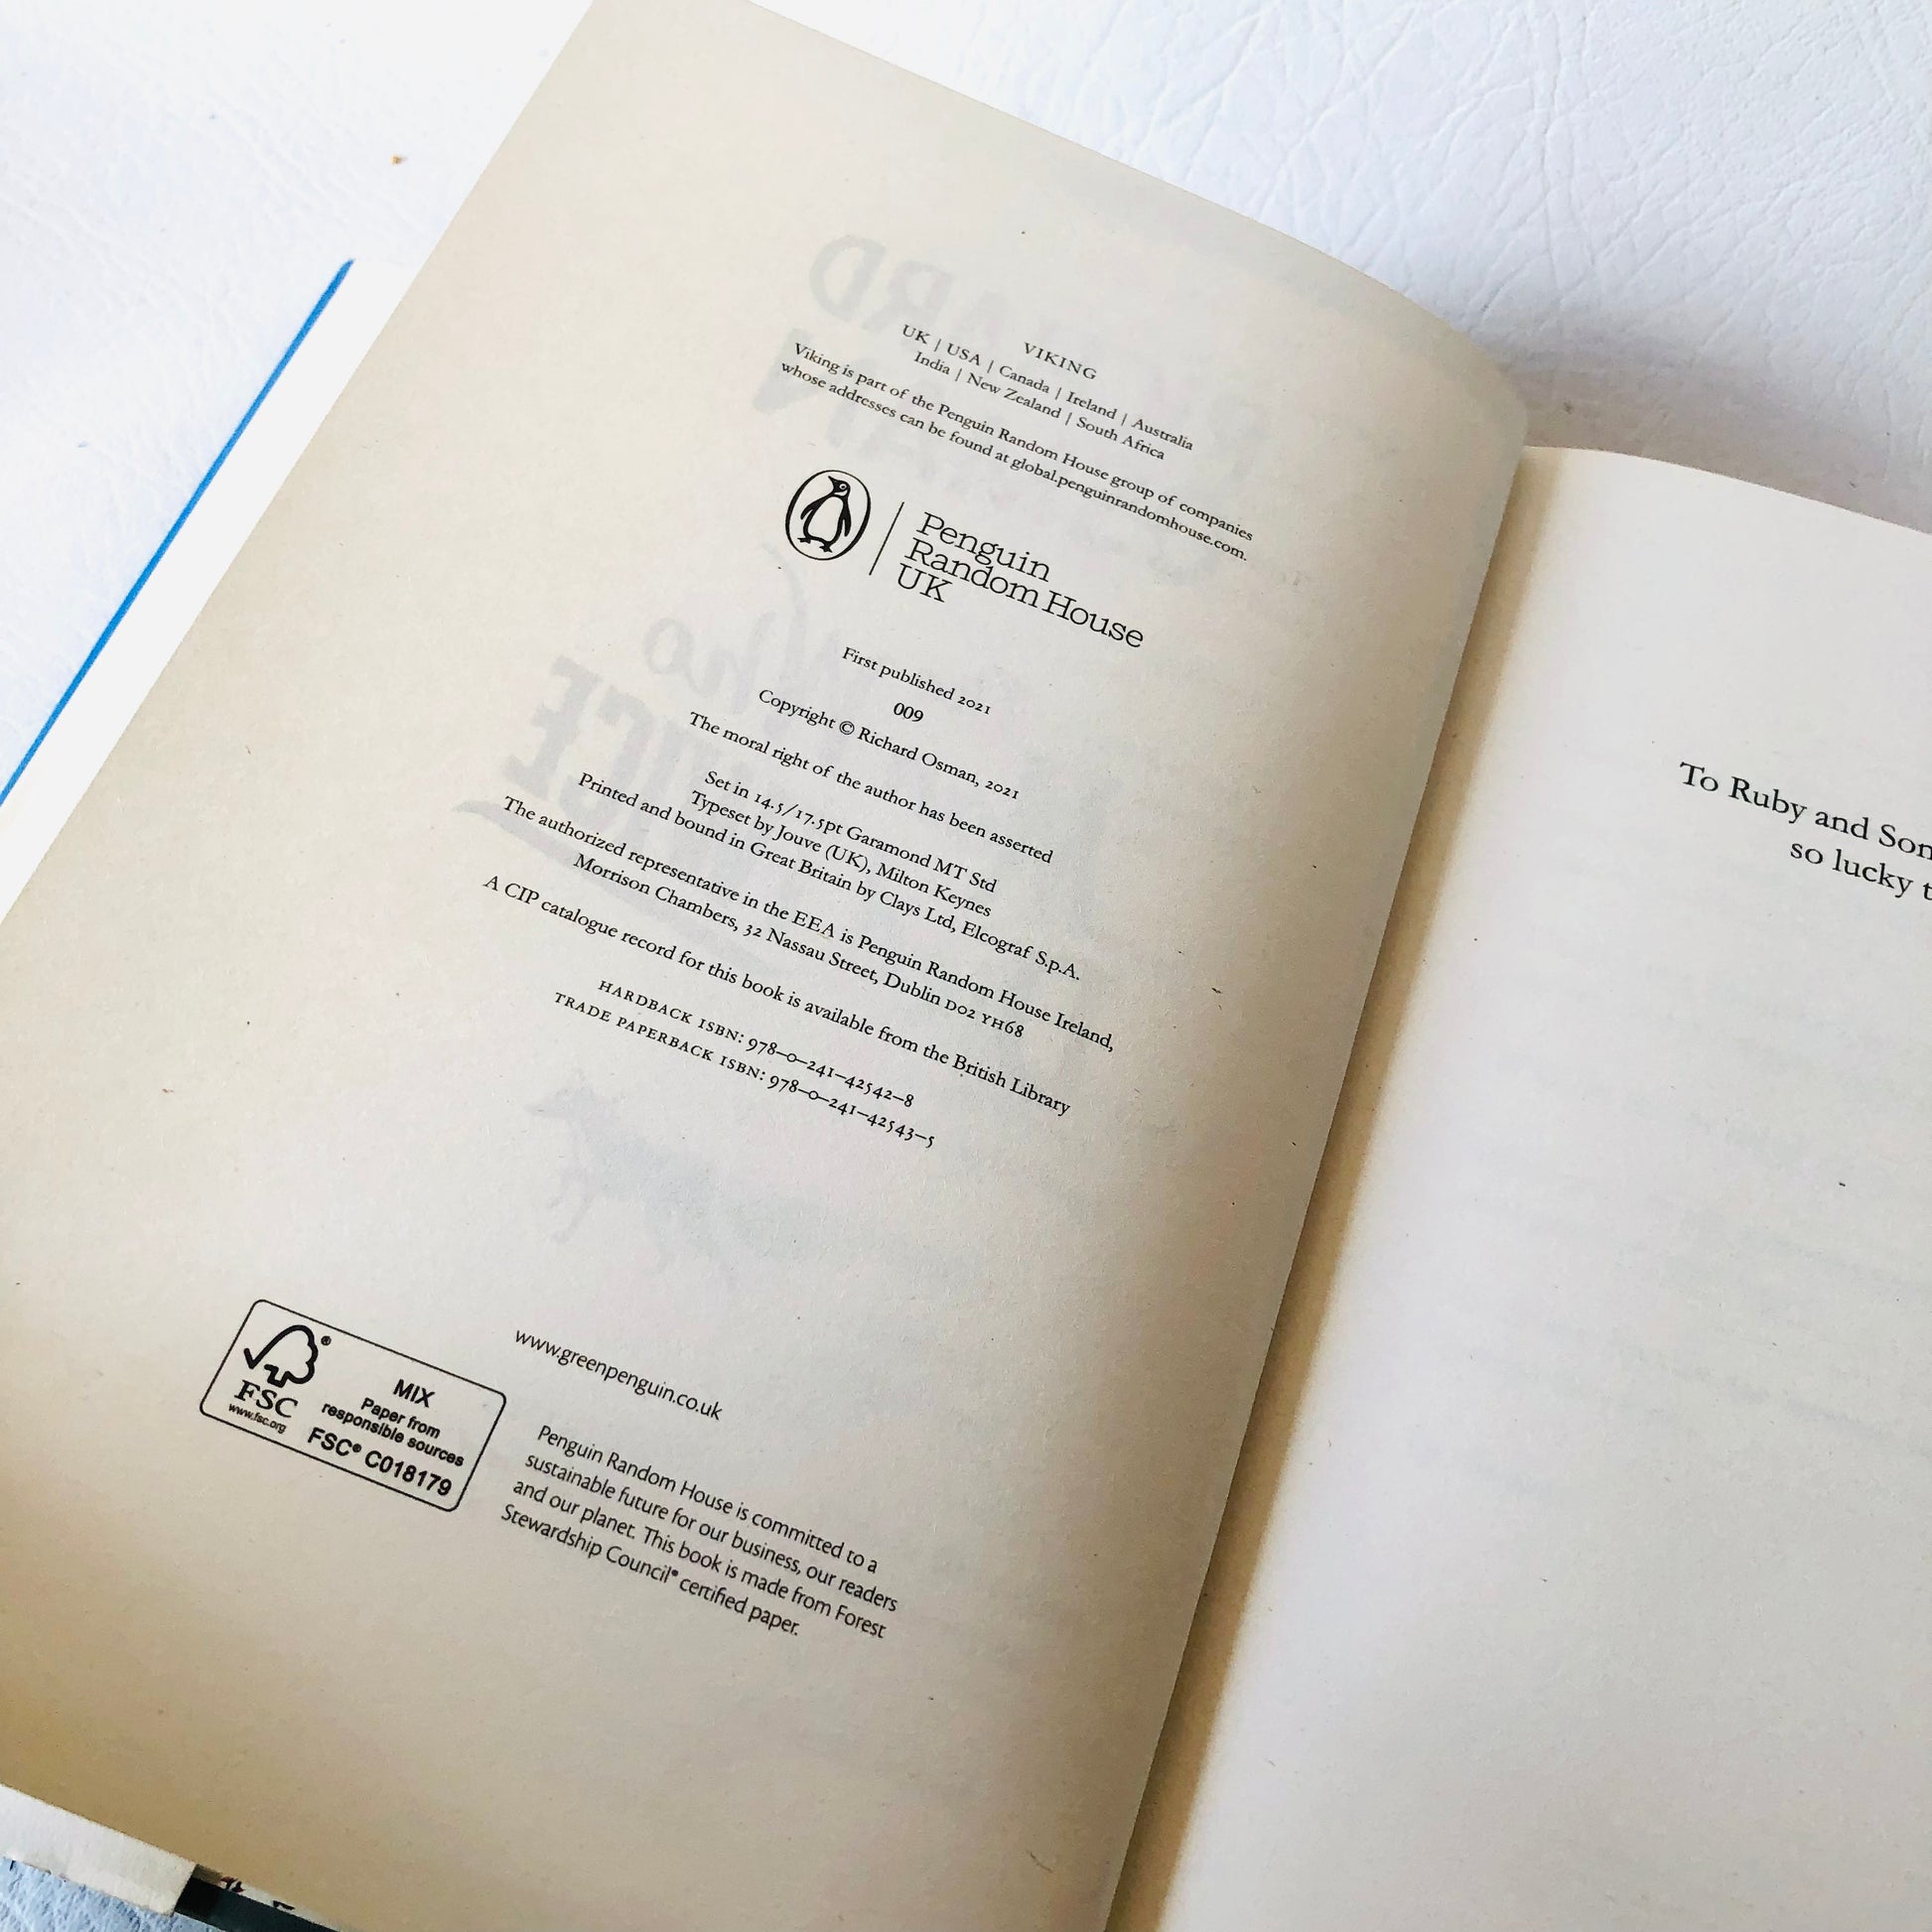 VIKING
UK | USA | Canada | Ireland | Australia
India | New Zealand | South Africa
Viking is part of the Penguin Random House group of companies
whose addresses can be found at global.penguinrandomhouse.com.
Penguin
Random House
UK
First published 2021
009
Copyright © Richard Osman, 2021
The moral right of the author has been asserted
Set in 14.5/17.5pt Garamond MT Std
Typeset by Jouve (UK), Milton Keynes
Printed and bound in Great Britain by Clays Ltd, Elcograf S.p.A.
The authorized representative in the EEA is Penguin Random House Ireland,
Morrison Chambers, 32 Nassau Street, Dublin D02 YH68
A CIP catalogue record for this book is available from the British Library
HARDBACK ISBN: 978–0–241–42542–8
TRADE PAPERBACK ISBN: 978–0–241–42543–5
www.greenpenguin.co.uk
FSC
www.fsc.org
MIX
Paper from
responsible sources
FSC® C018179
Penguin Random House is committed to a
sustainable future for our business, our readers
and our planet. This book is made from Forest
Stewardship Council® certified paper.
To Ruby and
so lucky